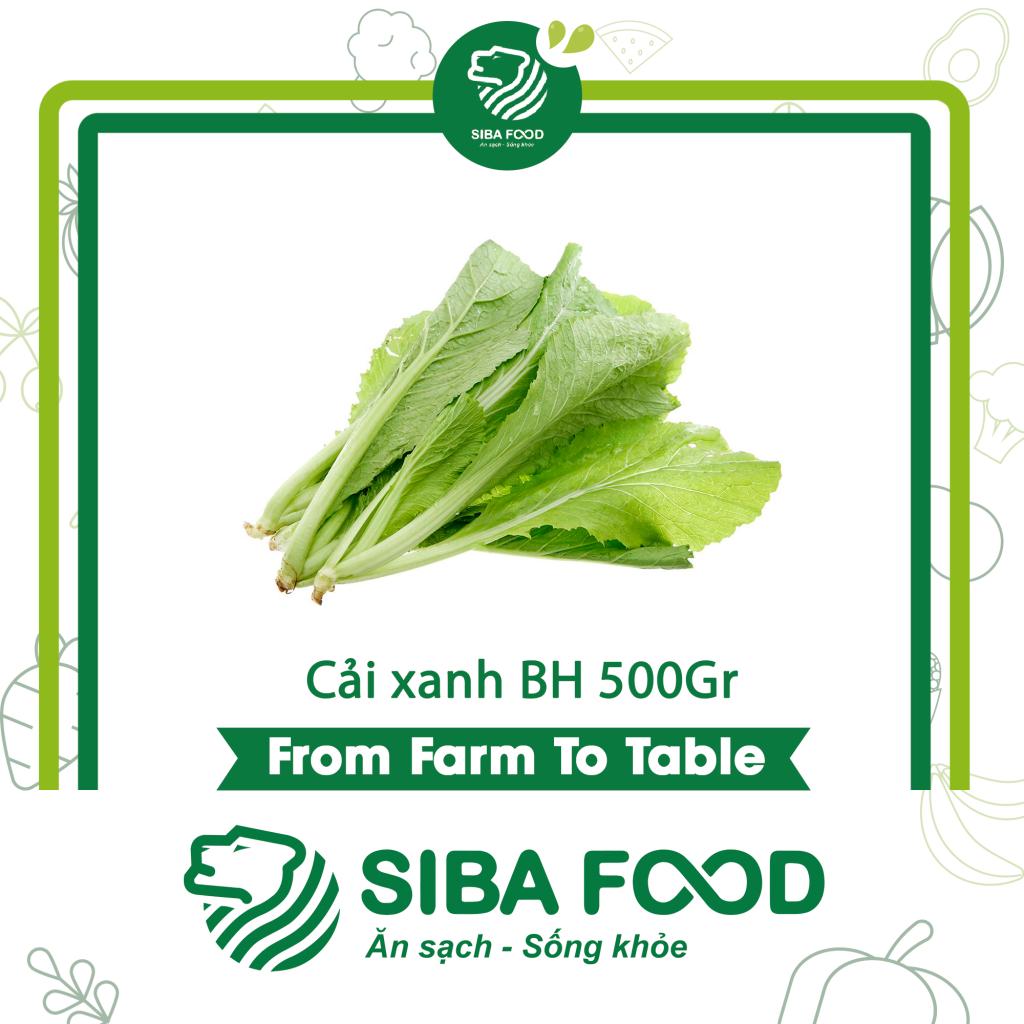 SIBA FOOD
Ăn sạch - Sống khỏe
Cải xanh BH 500Gr
From Farm To Table
SIBA FOOD
Ăn sạch - Sống khỏe